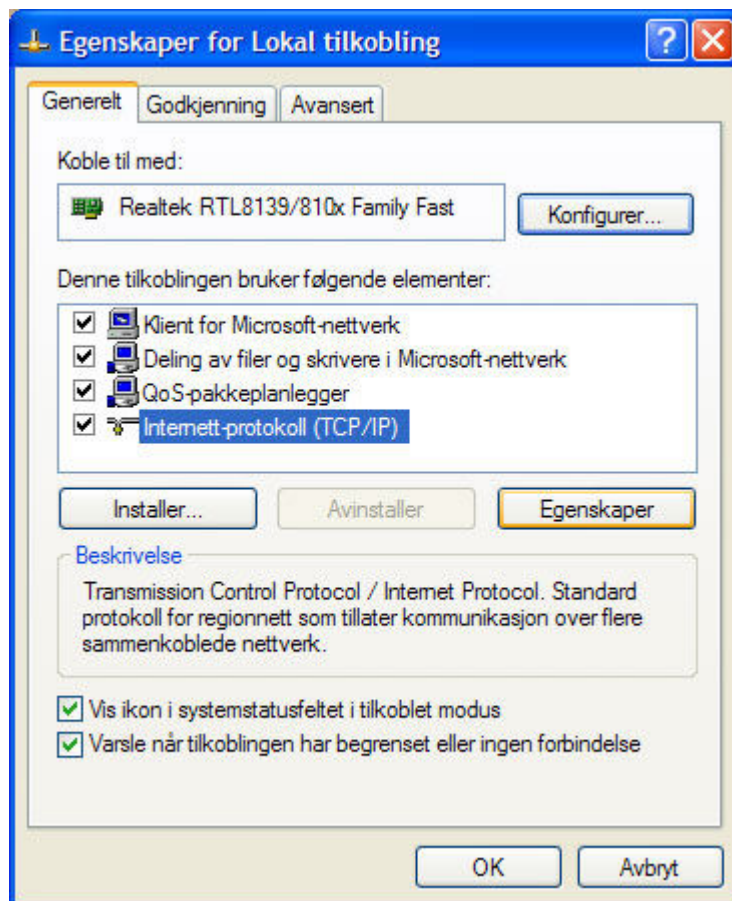 Egenskaper for Lokal tilkobling
Generelt Godkjenning Avansert
Koble til med:
Realtek RTL8139/810x Family Fast
Konfigurer...
Denne tilkoblingen bruker følgende elementer:
Klient for Microsoft-nettverk
Deling av filer og skrivere i Microsoft-nettverk
QoS-pakkeplanlegger
Internett-protokoll (TCP/IP)
Installer... Avinstaller Egenskaper
Beskrivelse
Transmission Control Protocol / Internet Protocol. Standard
protokoll for regionnett som tillater kommunikasjon over flere
sammenkoblede nettverk.
Vis ikon i systemstatusfeltet i tilkoblet modus
Varsle når tilkoblingen har begrenset eller ingen forbindelse
OK Avbryt